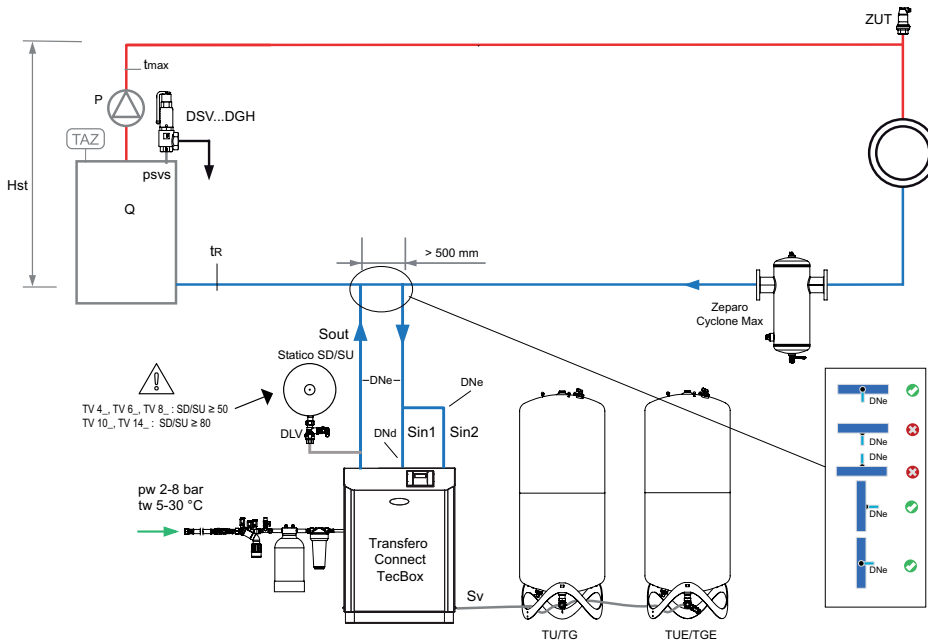 ZUT
tmax
P
DSV...DGH
TAZ
psvs
Hst
Q
tR
> 500 mm
Zeparo
Cyclone Max
Sout
Statico SD/SU
DNe
DNe
TV 4_, TV 6_, TV 8_ : SD/SU ≥ 50
TV 10_, TV 14_ : SD/SU ≥ 80
DLV
DNd
Sin1
Sin2
pw 2-8 bar
tw 5-30 °C
Transfero
Connect
TecBox
Sv
TU/TG
TUE/TGE
DNe
DNe
DNe
DNe
DNe